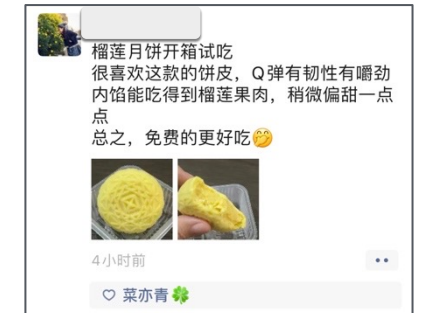 榴莲月饼开箱试吃
很喜欢这款的饼皮，Q弹有韧性有嚼劲
内馅能吃得到榴莲果肉，稍微偏甜一点
点
总之，免费的更好吃🤭
4小时前
菜亦青🍀